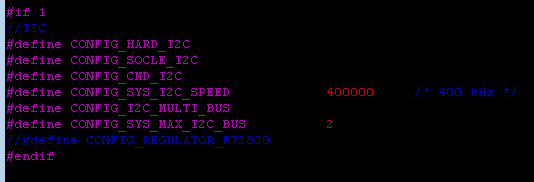 #if 1
//I2C
#define CONFIG_HARD_I2C
#define CONFIG_SOCLE_I2C
#define CONFIG_CMD_I2C
#define CONFIG_SYS_I2C_SPEED 400000 /* 400 kHz */
#define CONFIG_I2C_MULTI_BUS
#define CONFIG_SYS_MAX_I2C_BUS 2
//#define CONFIG_REGULATOR_F72830
#endif